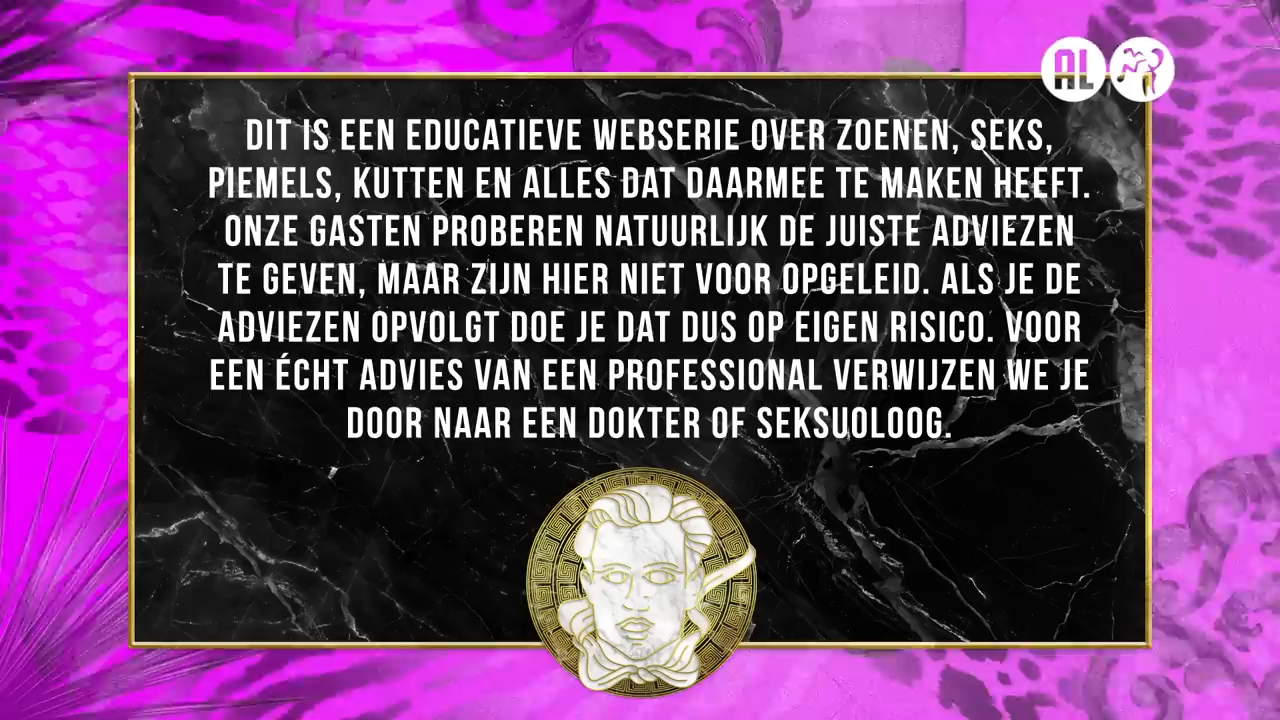 AL
DIT IS EEN EDUCATIEVE WEBSERIE OVER ZOENEN, SEKS,
PIEMELS, KUTTEN EN ALLES DAT DAARMEE TE MAKEN HEEFT.
ONZE GASTEN PROBEREN NATUURLIJK DE JUISTE ADVIEZEN
TE GEVEN, MAAR ZIJN HIER NIET VOOR OPGELEID. ALS JE DE
ADVIEZEN OPVOLGT DOE JE DAT DUS OP EIGEN RISICO. VOOR
EEN ÉCHT ADVIES VAN EEN PROFESSIONAL VERWIJZEN WE JE
DOOR NAAR EEN DOKTER OF SEKSUOLOOG.